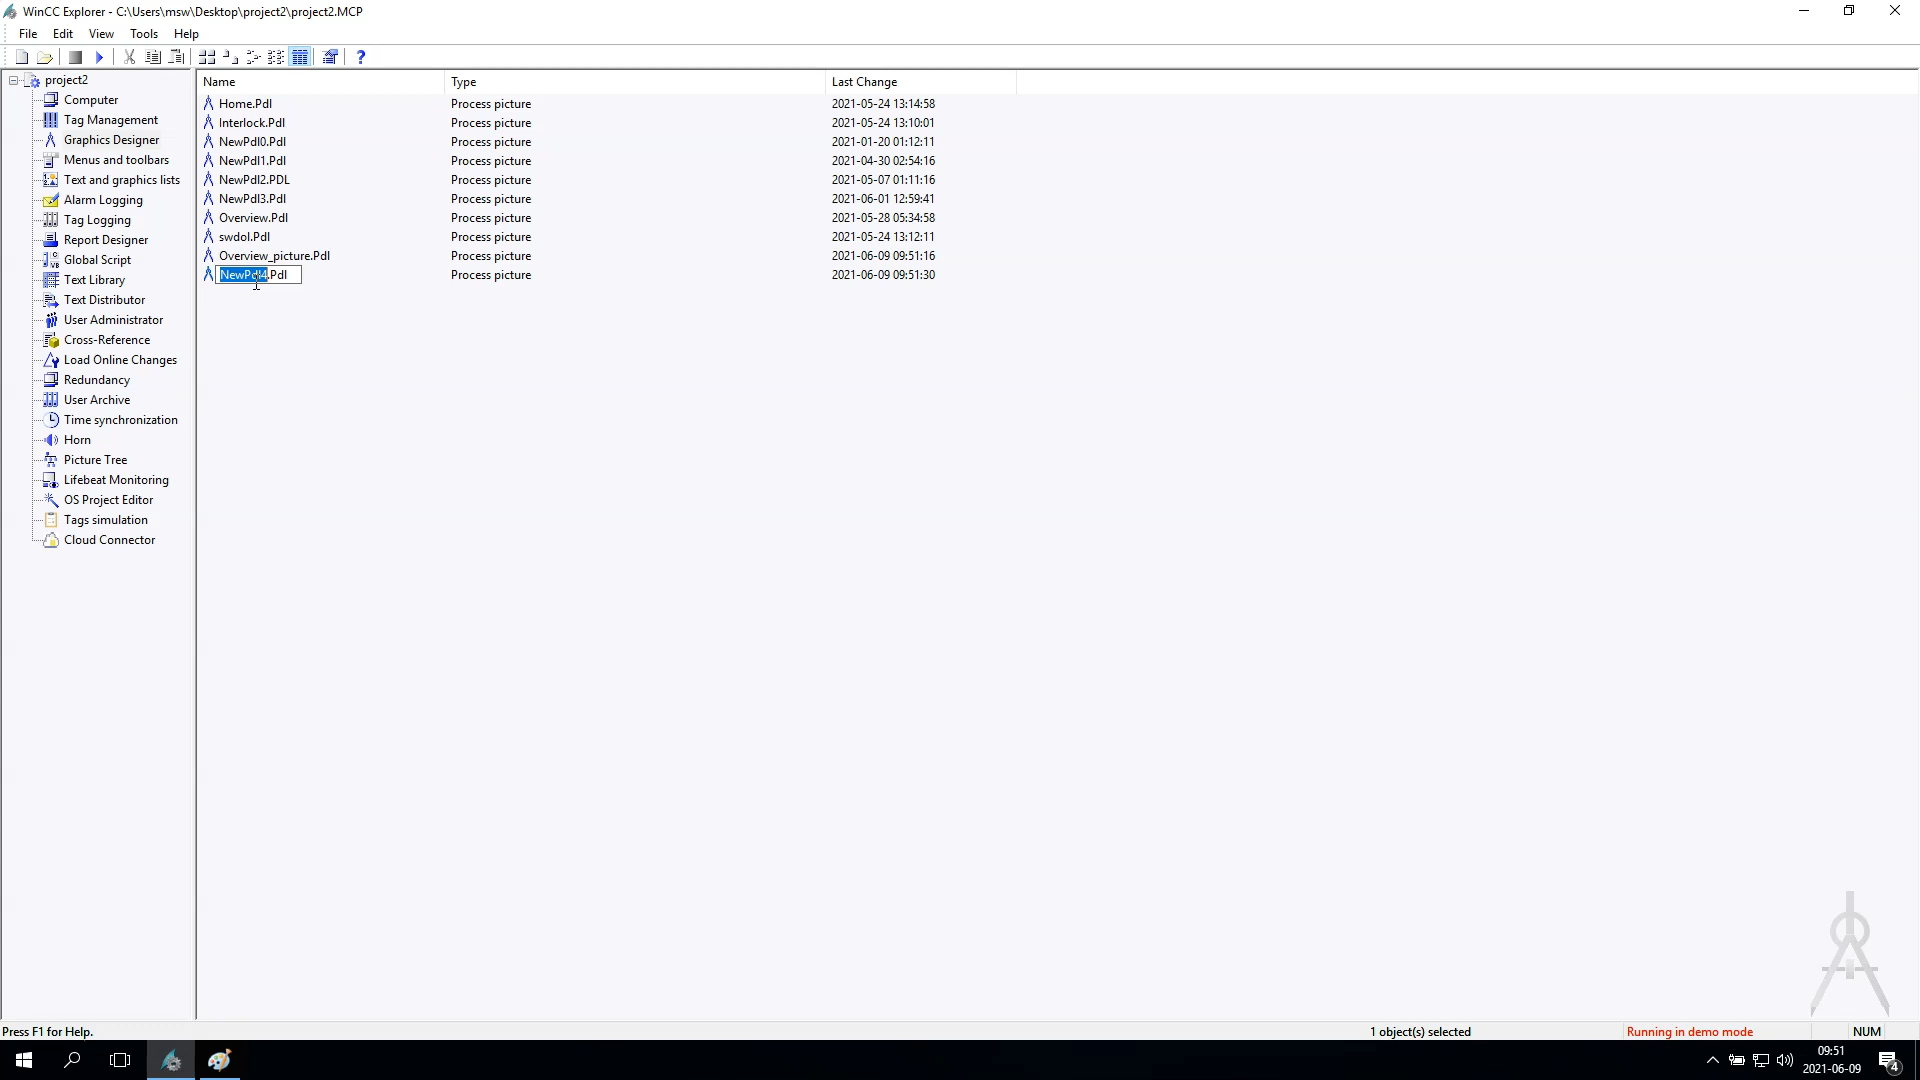 WinCC Explorer - C:\Users\msw\Desktop\project2\project2.MCP
File Edit View Tools Help
project2
Computer
Tag Management
Graphics Designer
Menus and toolbars
Text and graphics lists
Alarm Logging
Tag Logging
Report Designer
Global Script
Text Library
Text Distributor
User Administrator
Cross-Reference
Load Online Changes
Redundancy
User Archive
Time synchronization
Horn
Picture Tree
Lifebeat Monitoring
OS Project Editor
Tags simulation
Cloud Connector
Name Type Last Change
Home.Pdl Process picture 2021-05-24 13:14:58
Interlock.Pdl Process picture 2021-05-24 13:10:01
NewPdl0.Pdl Process picture 2021-01-20 01:12:11
NewPdl1.Pdl Process picture 2021-04-30 02:54:16
NewPdl2.PDL Process picture 2021-05-07 01:11:16
NewPdl3.Pdl Process picture 2021-06-01 12:59:41
Overview.Pdl Process picture 2021-05-28 05:34:58
swdol.Pdl Process picture 2021-05-24 13:12:11
Overview_picture.Pdl Process picture 2021-06-09 09:51:16
NewPdl4.Pdl Process picture 2021-06-09 09:51:30
Press F1 for Help. 1 object(s) selected Running in demo mode NUM
09:51
2021-06-09
4